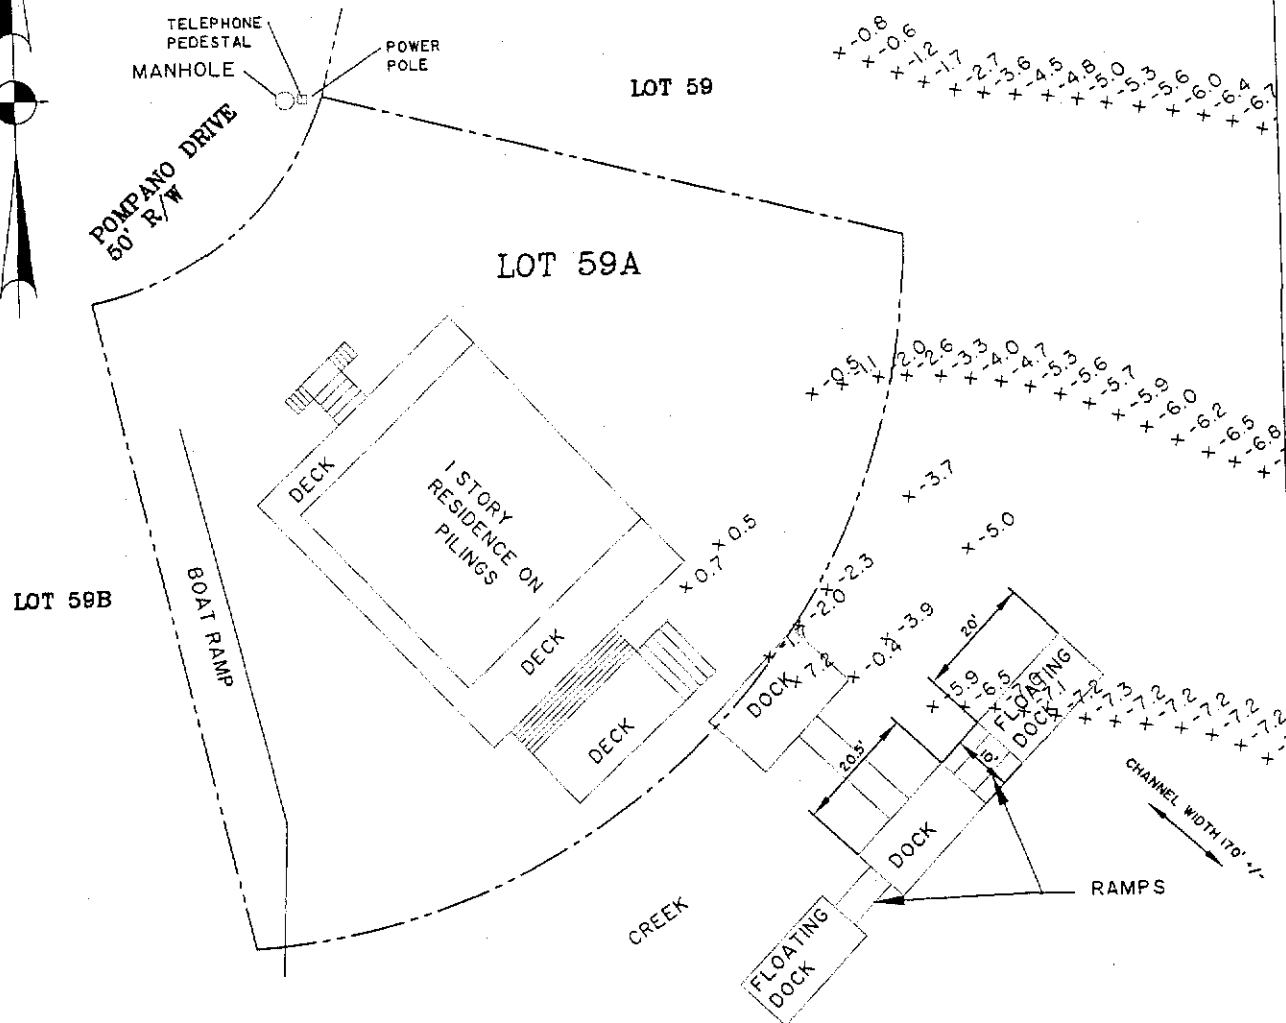 TELEPHONE
PEDESTAL
MANHOLE
POWER
POLE
LOT 59
-0.8
-0.6
-1.2
-1.7
-2.7
-3.6
-4.5
-4.8
-5.0
-5.3
-5.6
-6.0
-6.4
-6.7
POMPANO DRIVE
50' R/W
LOT 59A
-0.5
-1.1
-2.0
-2.6
-3.3
-4.0
-4.7
-5.3
-5.6
-5.7
-5.9
-6.0
-6.2
-6.5
-6.8
DECK
1 STORY
RESIDENCE ON
PILINGS
-3.7
-5.0
0.5
0.7
-2.3
-2.0
-3.9
-0.4
7.2
LOT 59B
BOAT RAMP
DECK
DECK
DOCK
20'
FLOATING
DOCK
-5.9
-6.5
-7.1
-7.2
-7.3
-7.2
-7.2
-7.2
-7.2
-7.2
20.5'
10'
CHANNEL WIDTH 170' +/-
DOCK
RAMPS
CREEK
FLOATING
DOCK